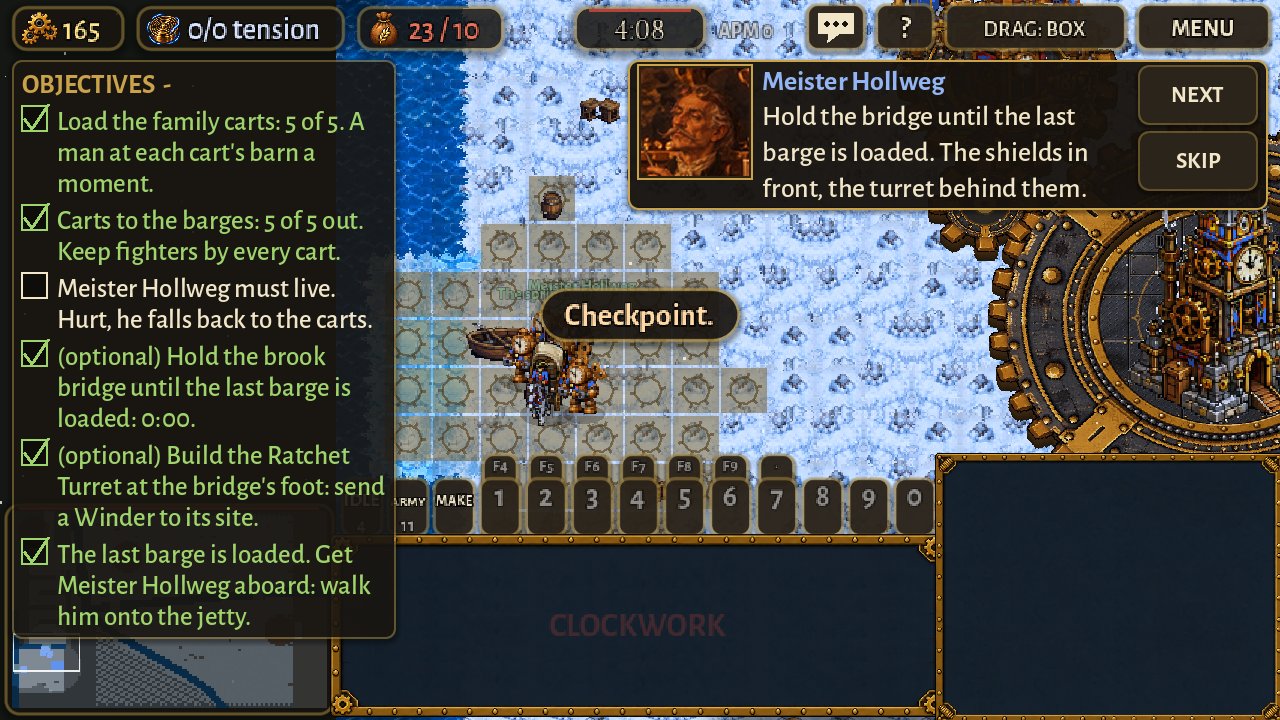 165
0/0 tension
23 / 10
4:08
APM 0
?
DRAG: BOX
MENU
OBJECTIVES -
Load the family carts: 5 of 5. A
man at each cart's barn a
moment.
Carts to the barges: 5 of 5 out.
Keep fighters by every cart.
Meister Hollweg must live.
Hurt, he falls back to the carts.
(optional) Hold the brook
bridge until the last barge is
loaded: 0:00.
(optional) Build the Ratchet
Turret at the bridge's foot: send
a Winder to its site.
The last barge is loaded. Get
Meister Hollweg aboard: walk
him onto the jetty.
Meister Hollweg
Hold the bridge until the last
barge is loaded. The shields in
front, the turret behind them.
NEXT
SKIP
Meister Hollweg
Checkpoint.
F4
F5
F6
F7
F8
F9
IDLE
4
ARMY
11
MAKE
1
2
3
4
5
6
7
8
9
0
CLOCKWORK